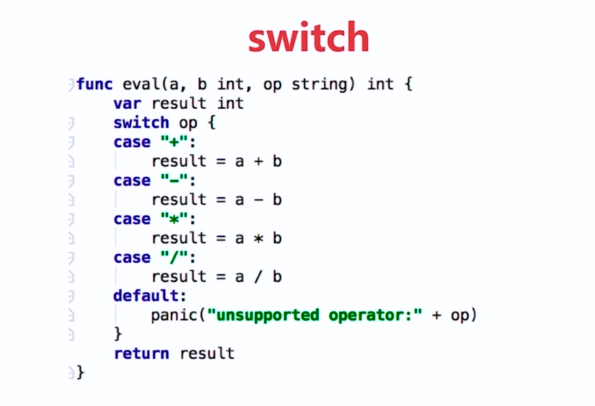 switch
func eval(a, b int, op string) int {
    var result int
    switch op {
    case "+":
        result = a + b
    case "-":
        result = a - b
    case "*":
        result = a * b
    case "/":
        result = a / b
    default:
        panic("unsupported operator:" + op)
    }
    return result
}